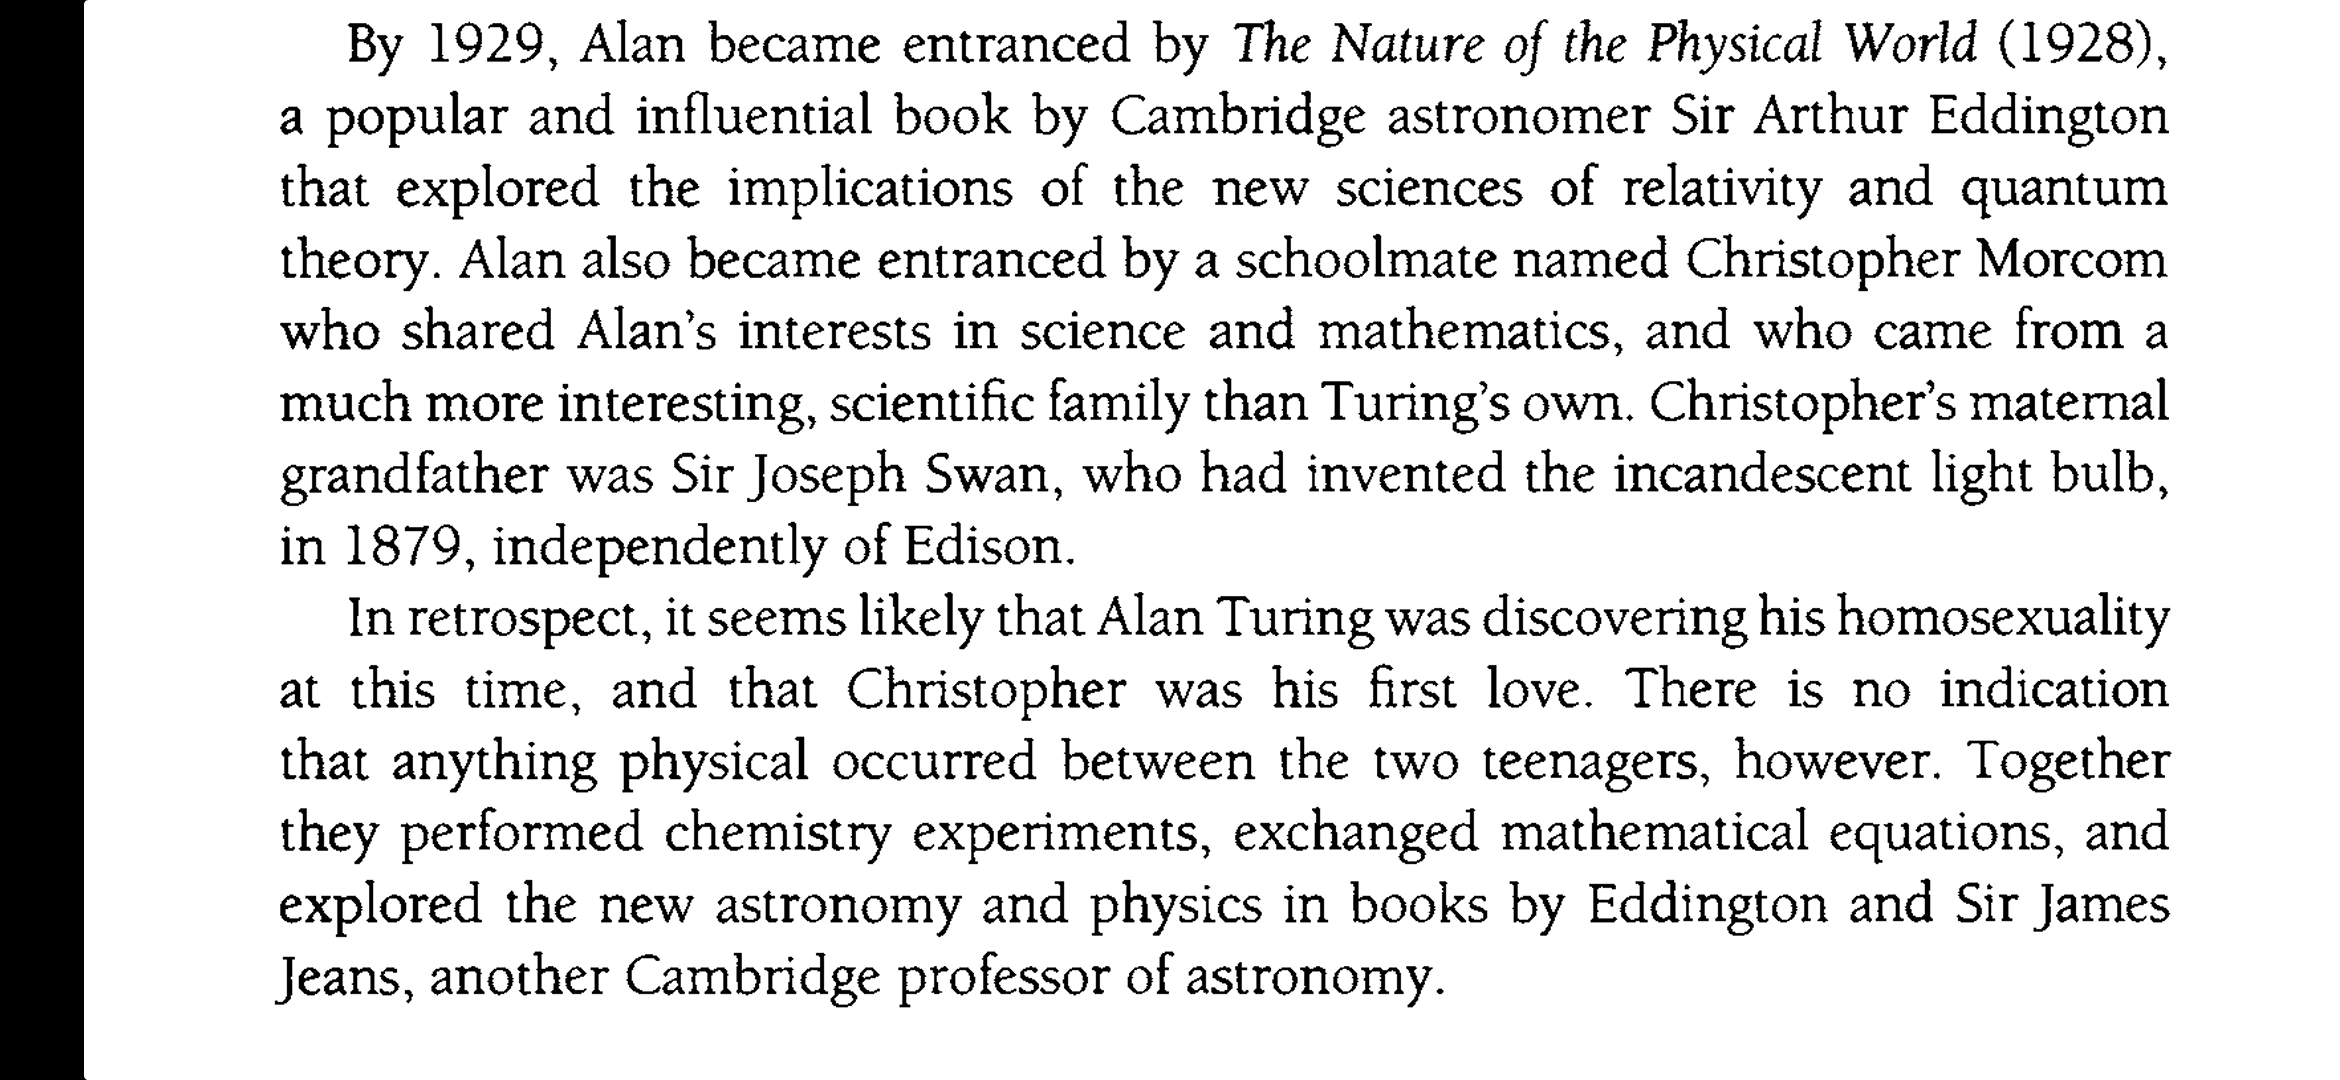 By 1929, Alan became entranced by The Nature of the Physical World (1928),
a popular and influential book by Cambridge astronomer Sir Arthur Eddington
that explored the implications of the new sciences of relativity and quantum
theory. Alan also became entranced by a schoolmate named Christopher Morcom
who shared Alan's interests in science and mathematics, and who came from a
much more interesting, scientific family than Turing's own. Christopher's maternal
grandfather was Sir Joseph Swan, who had invented the incandescent light bulb,
in 1879, independently of Edison.
In retrospect, it seems likely that Alan Turing was discovering his homosexuality
at this time, and that Christopher was his first love. There is no indication
that anything physical occurred between the two teenagers, however. Together
they performed chemistry experiments, exchanged mathematical equations, and
explored the new astronomy and physics in books by Eddington and Sir James
Jeans, another Cambridge professor of astronomy.